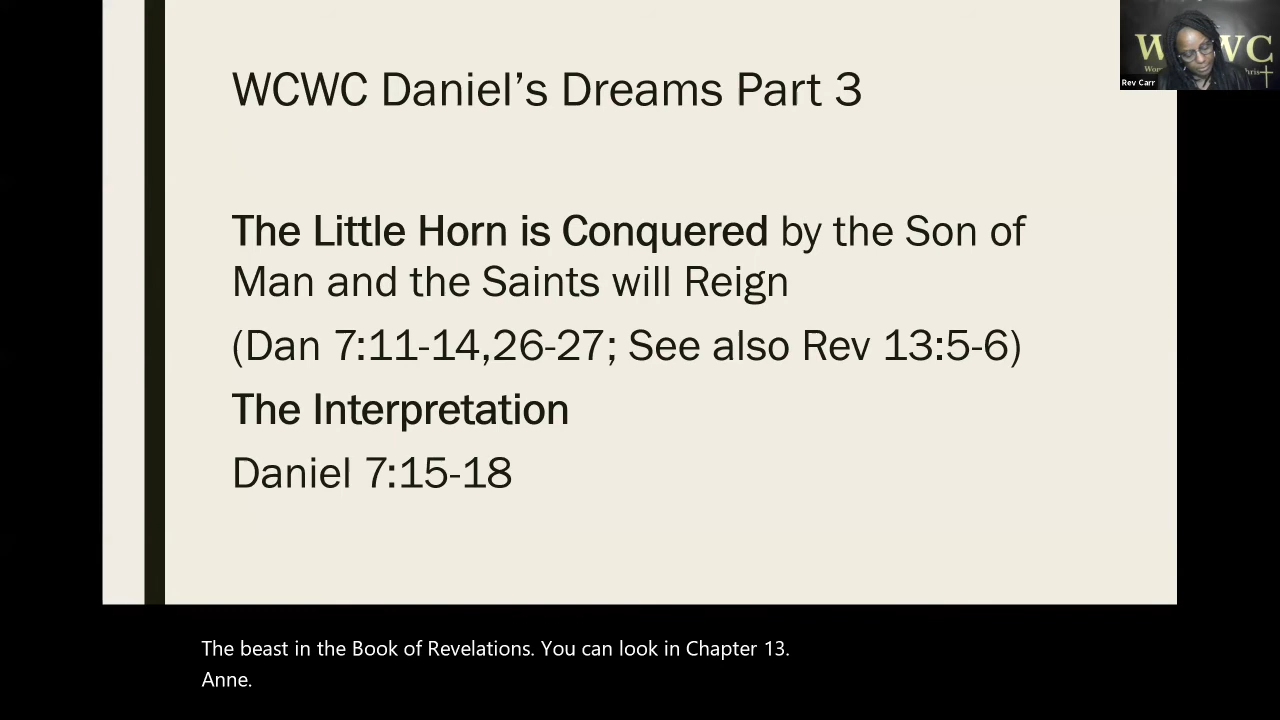 WCWC Daniel’s Dreams Part 3
The Little Horn is Conquered by the Son of
Man and the Saints will Reign
(Dan 7:11-14,26-27; See also Rev 13:5-6)
The Interpretation
Daniel 7:15-18
Rev Carr
The beast in the Book of Revelations. You can look in Chapter 13.
Anne.